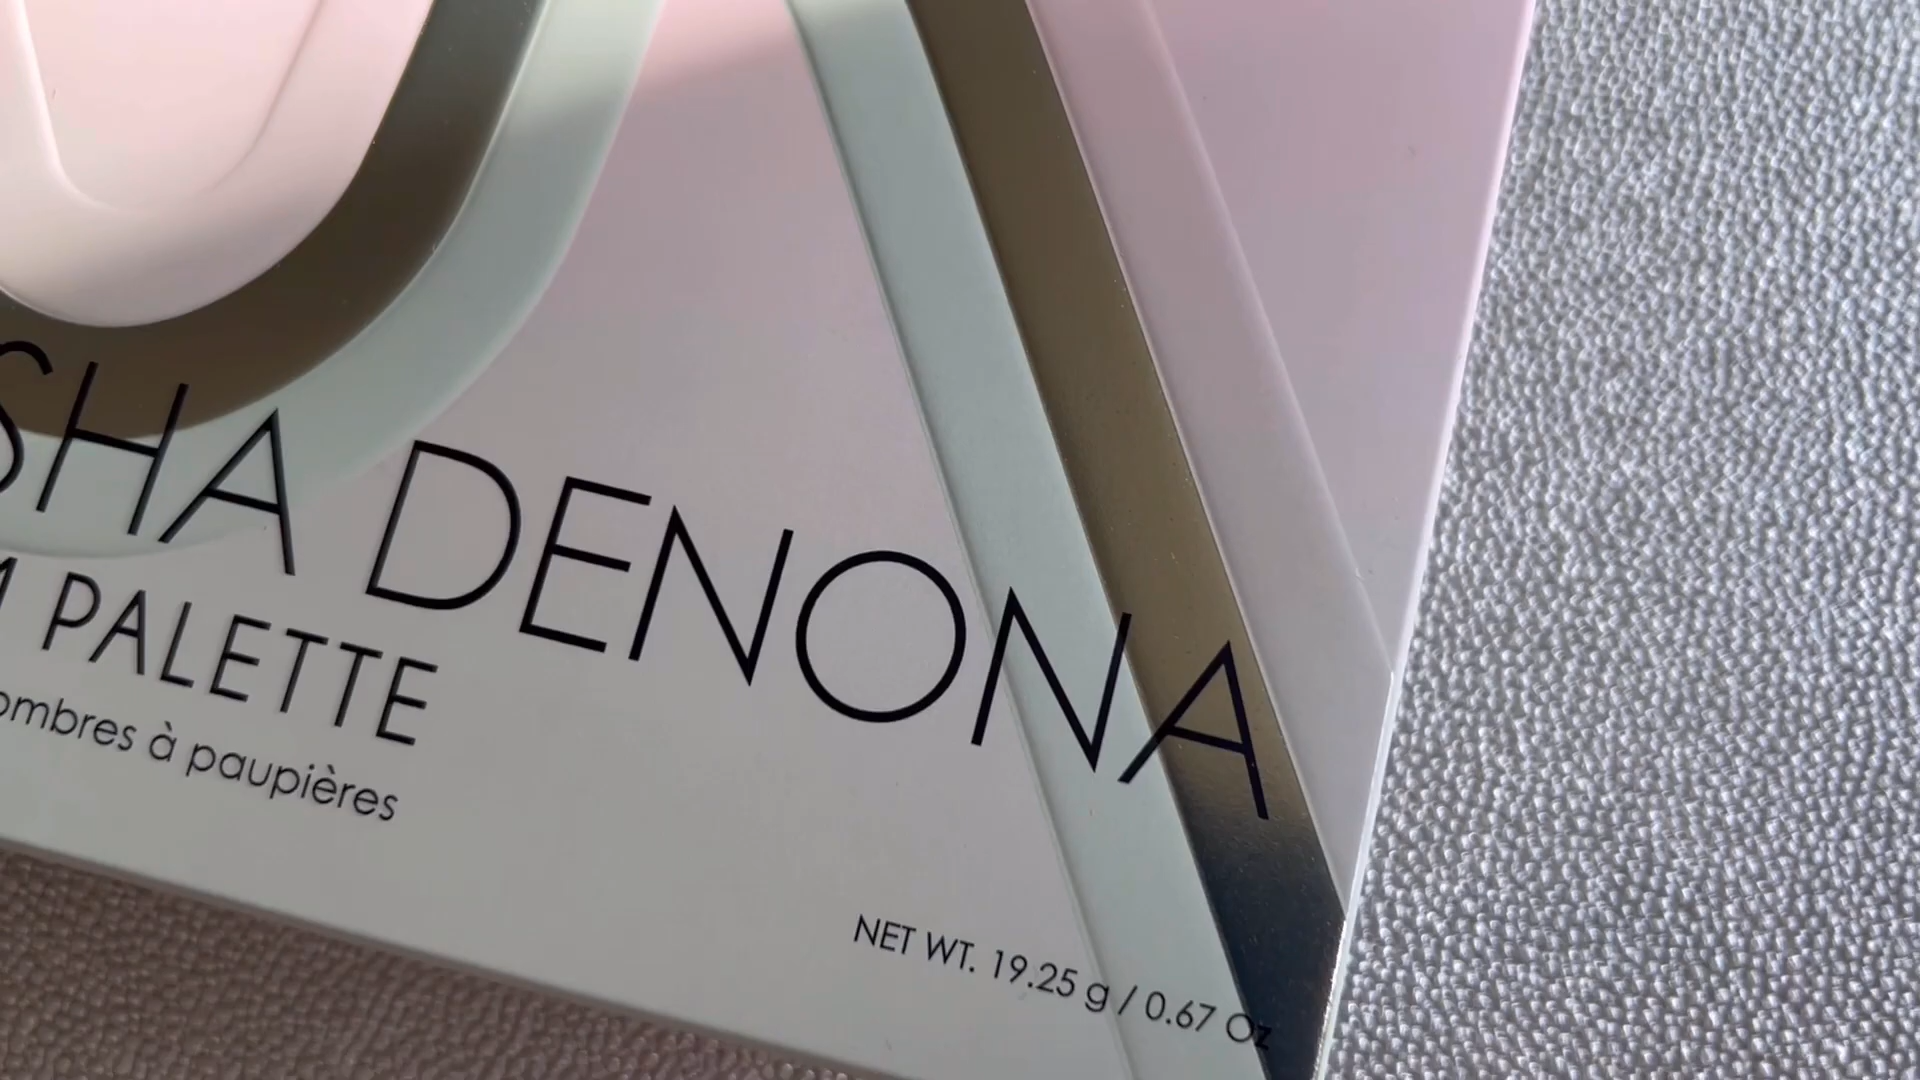 SHA DENONA
PALETTE
ombres à paupières
NET WT. 19.25 g / 0.67 Oz